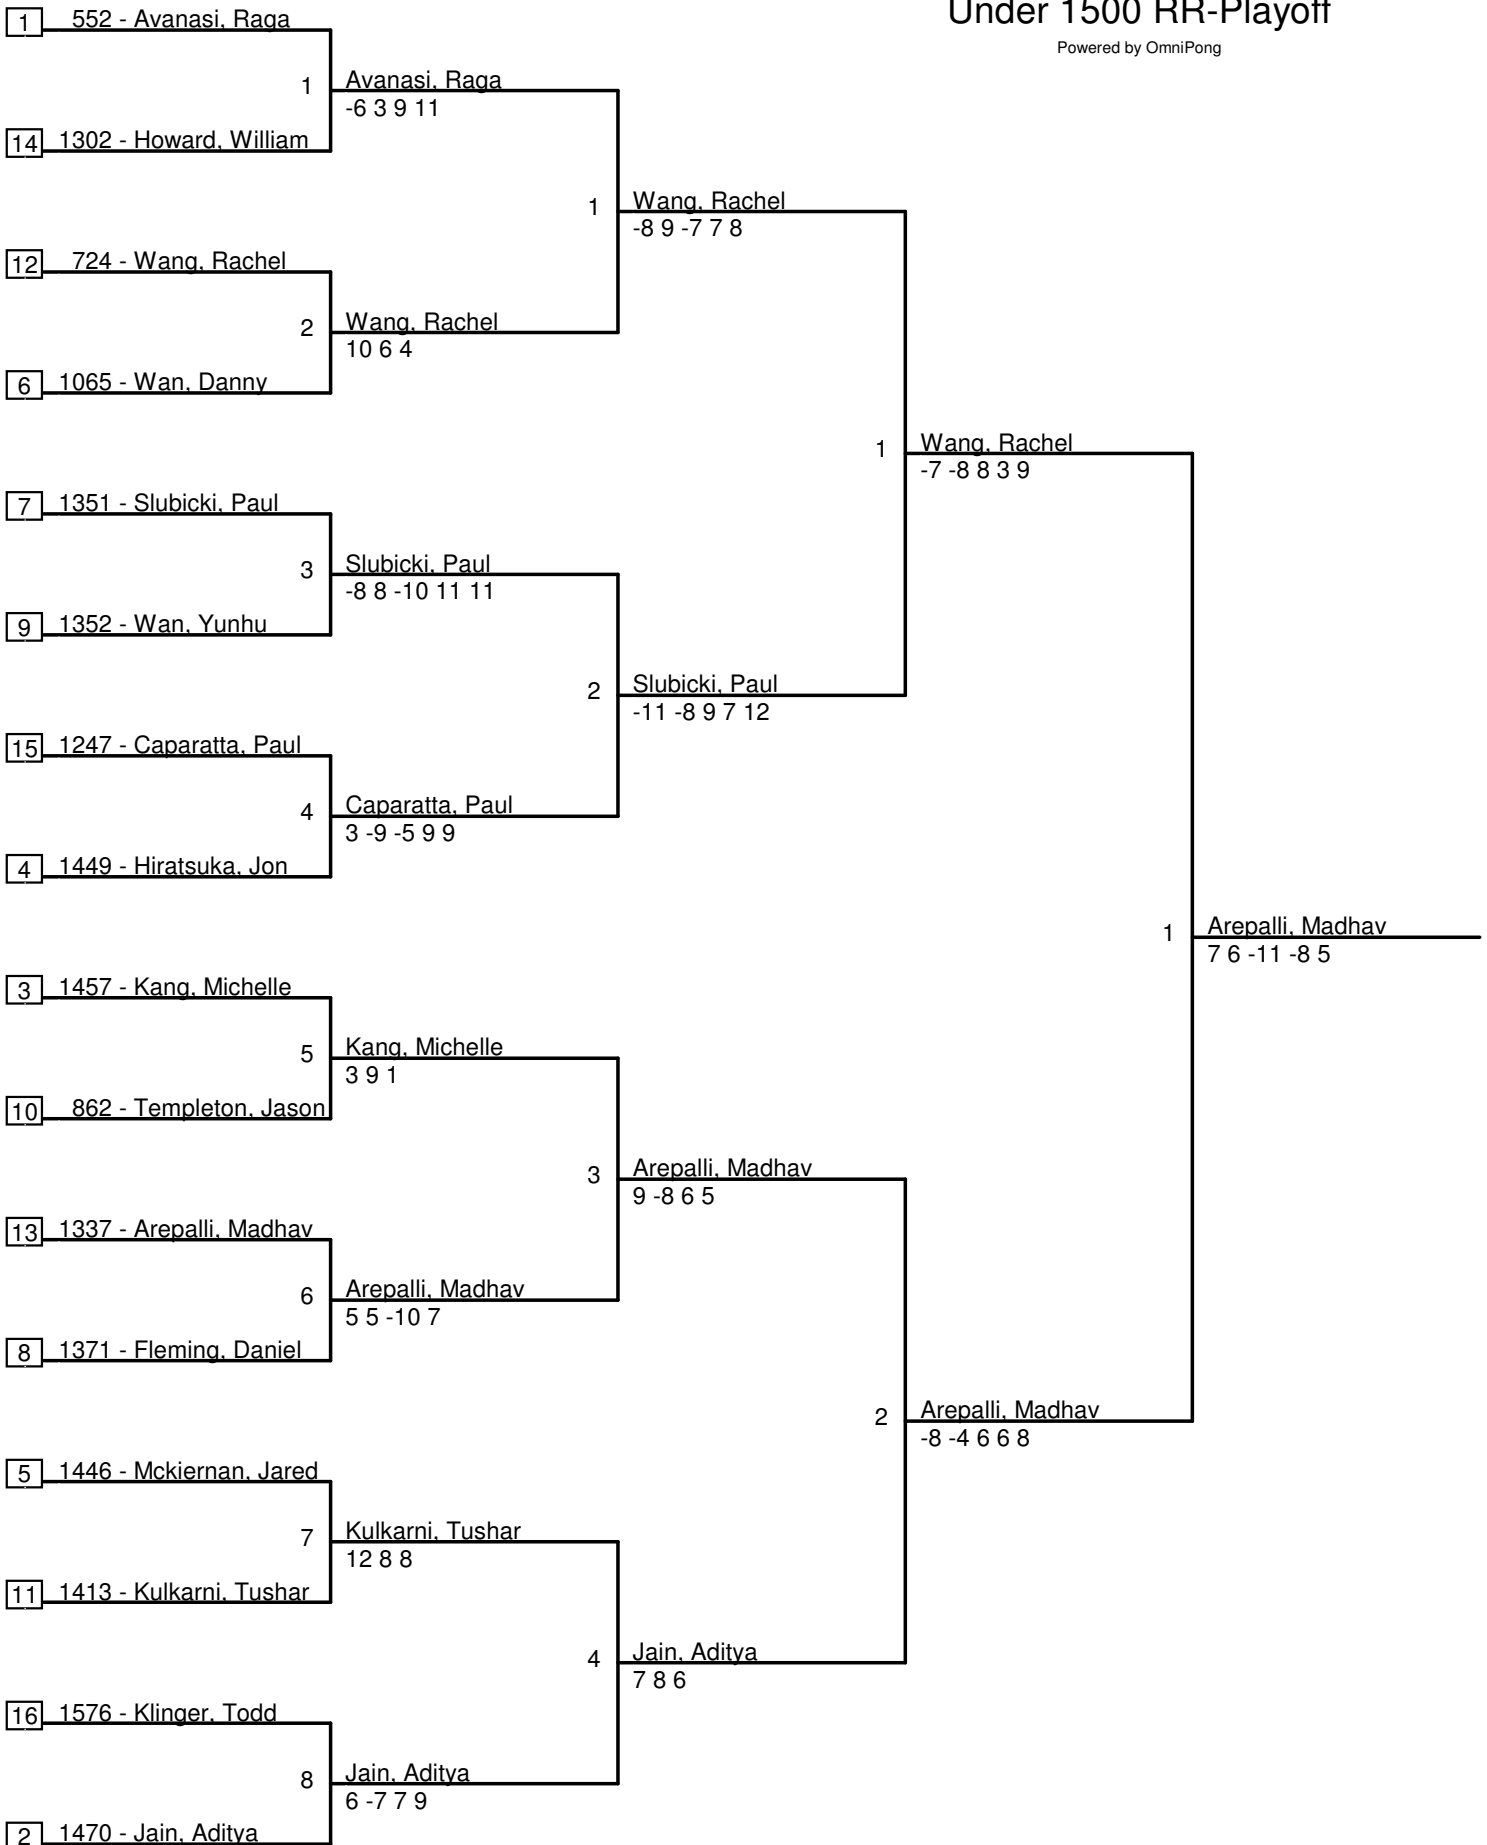 Under 1500 RR-Playoff
Powered by OmniPong
1 552 - Avanasi, Raga
1 Avanasi, Raga
-6 3 9 11
14 1302 - Howard, William
1 Wang, Rachel
-8 9 -7 7 8
12 724 - Wang, Rachel
2 Wang, Rachel
10 6 4
6 1065 - Wan, Danny
1 Wang, Rachel
-7 -8 8 3 9
7 1351 - Slubicki, Paul
3 Slubicki, Paul
-8 8 -10 11 11
9 1352 - Wan, Yunhu
2 Slubicki, Paul
-11 -8 9 7 12
15 1247 - Caparatta, Paul
4 Caparatta, Paul
3 -9 -5 9 9
4 1449 - Hiratsuka, Jon
1 Arepalli, Madhav
7 6 -11 -8 5
3 1457 - Kang, Michelle
5 Kang, Michelle
3 9 1
10 862 - Templeton, Jason
3 Arepalli, Madhav
9 -8 6 5
13 1337 - Arepalli, Madhav
6 Arepalli, Madhav
5 5 -10 7
8 1371 - Fleming, Daniel
2 Arepalli, Madhav
-8 -4 6 6 8
5 1446 - Mckiernan, Jared
7 Kulkarni, Tushar
12 8 8
11 1413 - Kulkarni, Tushar
4 Jain, Aditya
7 8 6
16 1576 - Klinger, Todd
8 Jain, Aditya
6 -7 7 9
2 1470 - Jain, Aditya